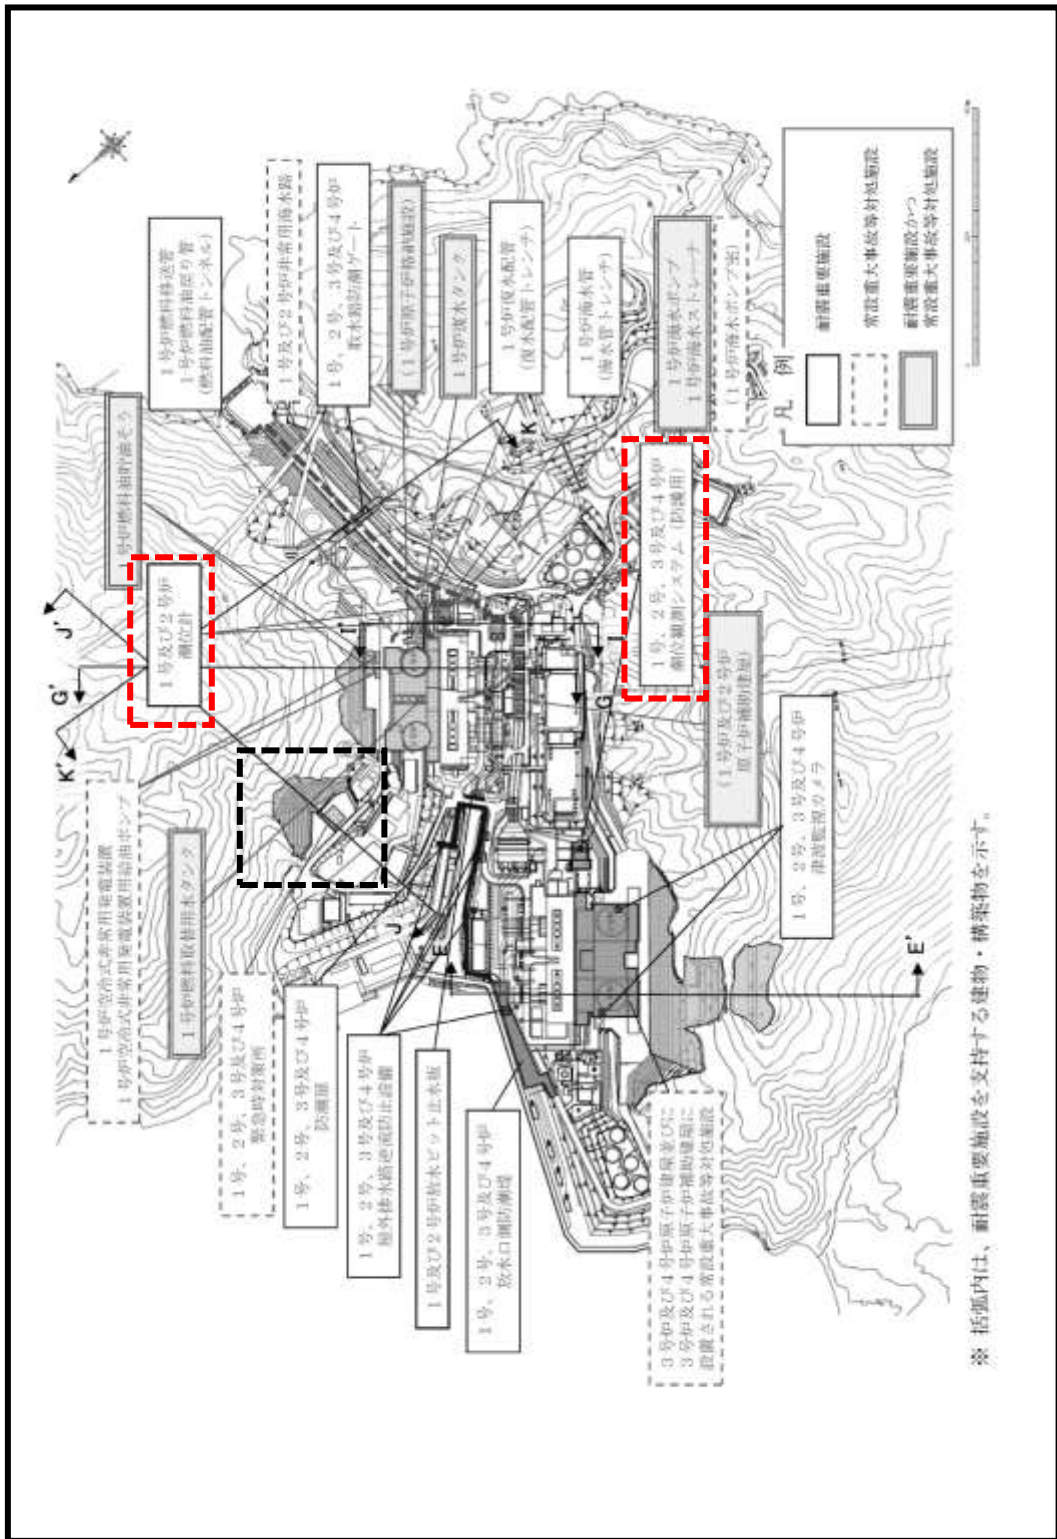 1号炉燃料油移送管
1号炉燃料油戻り管
(燃料油配管トンネル)
1号及び2号炉非常用海水路
1号、2号、3号及び4号炉
取水路防潮ゲート
(1号炉原子炉格納施設)
1号炉復水タンク
1号炉復水配管
(復水配管トレンチ)
1号炉海水管
(海水管トレンチ)
1号炉海水ポンプ
1号炉海水ストレーナ
(1号炉海水ポンプ室)
凡 例
耐震重要施設
常設重大事故等対処施設
耐震重要施設かつ
常設重大事故等対処施設
1号炉燃料油貯油そう
1号及び2号炉
潮位計
1号、2号、3号及び4号炉
潮位観測システム(防護用)
(1号炉及び2号炉
原子炉補助建屋)
1号、2号、3号及び4号炉
津波監視カメラ
J'
G'
K'
I'
K
I
G
J
E
E'
1号炉空冷式非常用発電装置
1号炉空冷式非常用発電装置用給油ポンプ
1号炉燃料取替用水タンク
1号、2号、3号及び4号炉
緊急時対策所
1号、2号、3号及び4号炉
防潮扉
1号、2号、3号及び4号炉
屋外排水路逆流防止設備
1号及び2号炉放水ピット止水板
1号、2号、3号及び4号炉
放水口側防潮堤
3号炉及び4号炉原子炉建屋並びに
3号炉及び4号炉原子炉補助建屋に
設置される常設重大事故等対処施設
※ 括弧内は、耐震重要施設を支持する建物・構築物を示す。